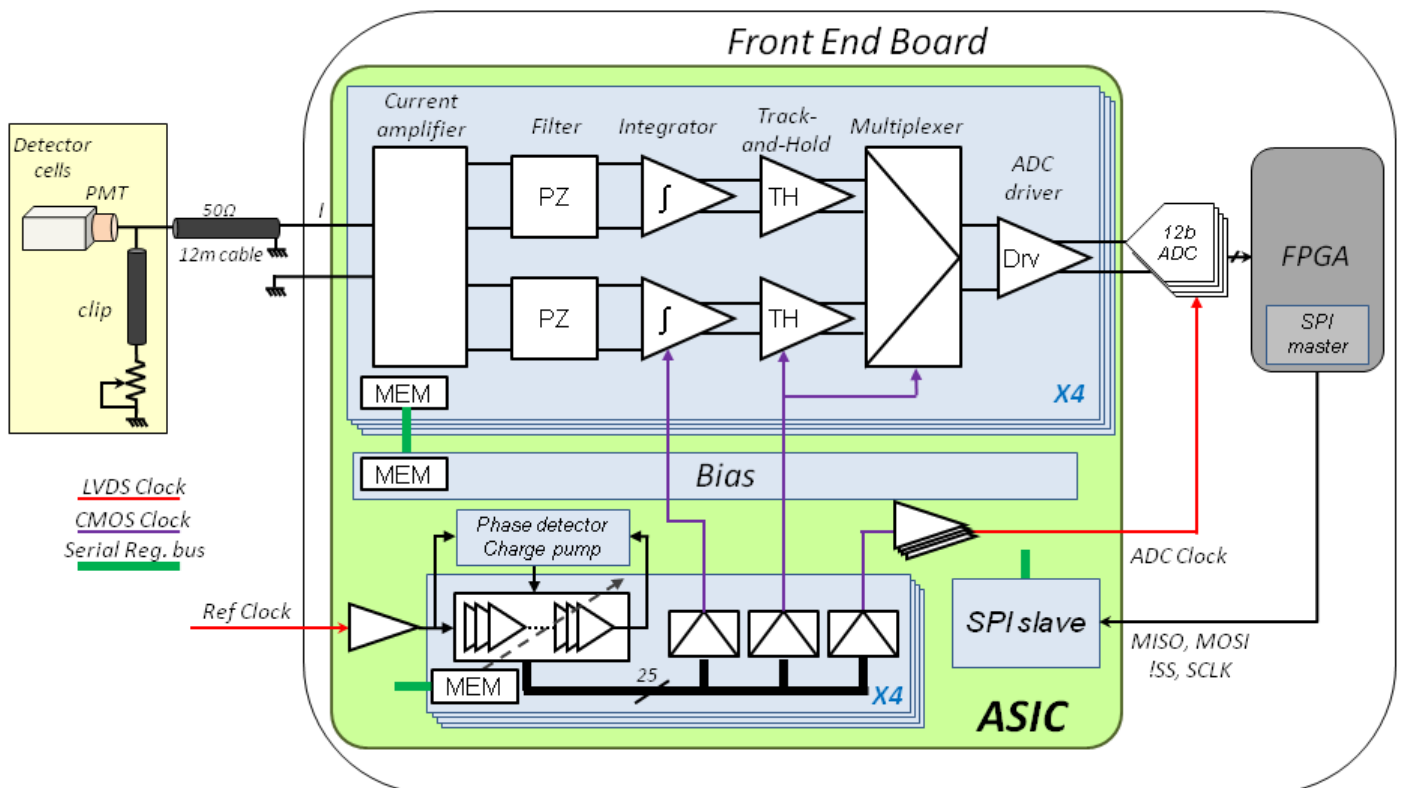 Front End Board
Detector
cells
PMT
50Ω
12m cable
clip
I
Current
amplifier
Filter
Integrator
Track-
and-Hold
Multiplexer
ADC
driver
PZ
∫
TH
Drv
12b
ADC
FPGA
SPI
master
PZ
∫
TH
MEM
X4
MEM
Bias
LVDS Clock
CMOS Clock
Serial Reg. bus
Phase detector
Charge pump
ADC Clock
Ref Clock
MEM
25
X4
SPI slave
MISO, MOSI
!SS, SCLK
ASIC